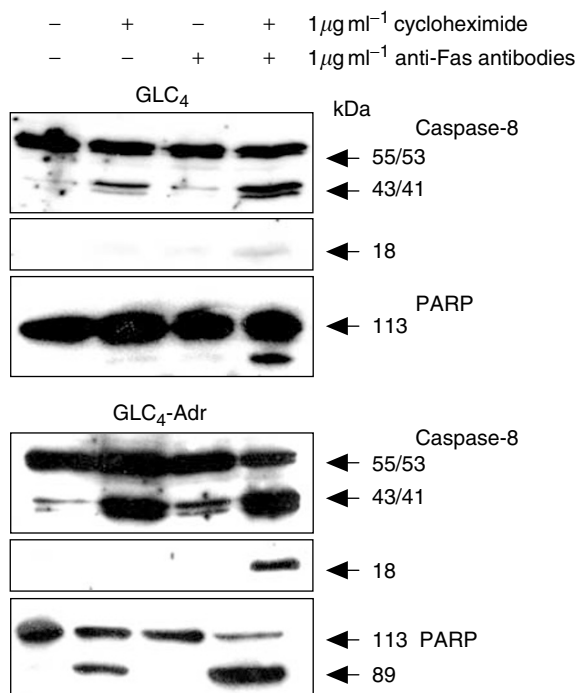 – + – + 1 μg ml⁻¹ cycloheximide
– – + + 1 μg ml⁻¹ anti-Fas antibodies
GLC₄
kDa
Caspase-8
55/53
43/41
18
PARP
113
GLC₄-Adr
Caspase-8
55/53
43/41
18
113 PARP
89